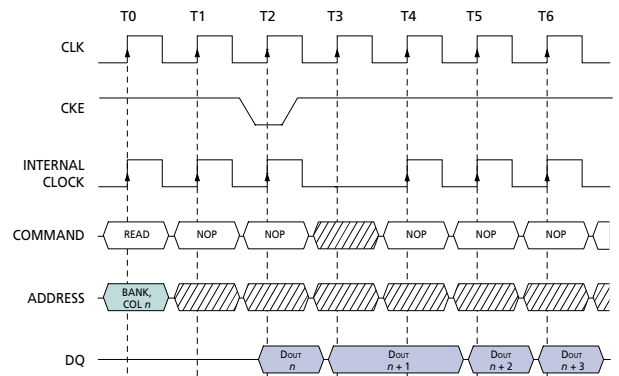 T0 T1 T2 T3 T4 T5 T6
CLK
CKE
INTERNAL
CLOCK
COMMAND READ NOP NOP NOP NOP NOP
ADDRESS BANK,
COL n
DQ DOUT DOUT DOUT DOUT
n n + 1 n + 2 n + 3